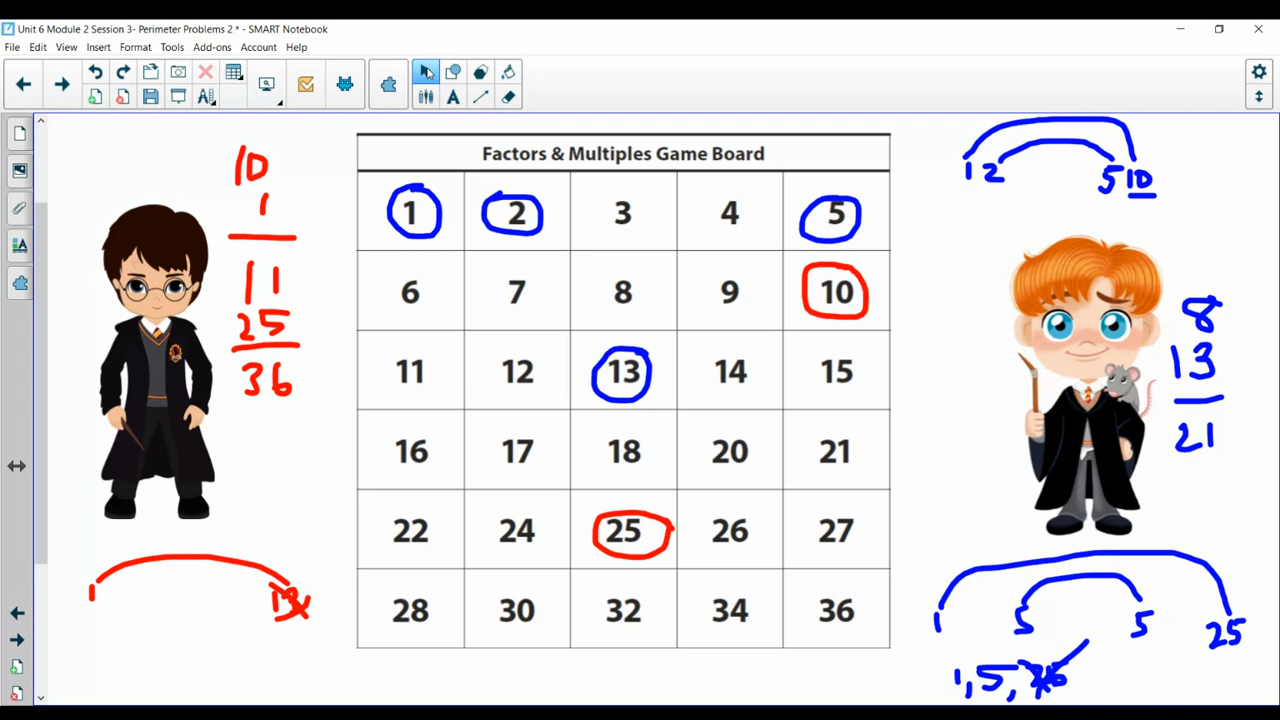 Unit 6 Module 2 Session 3- Perimeter Problems 2 * - SMART Notebook
File Edit View Insert Format Tools Add-ons Account Help
Factors & Multiples Game Board
1 2 3 4 5
6 7 8 9 10
11 12 13 14 15
16 17 18 20 21
22 24 25 26 27
28 30 32 34 36
10
1
11
25
36
1 13
1 2 5 10
8
13
21
1 5 5 25
1, 5,